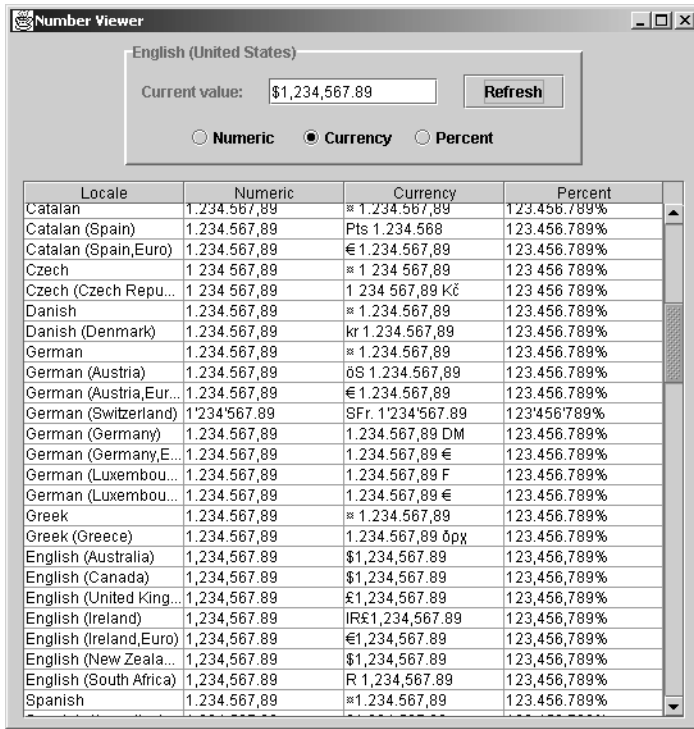 Number Viewer
English (United States)
Current value: $1,234,567.89 Refresh
Numeric Currency Percent
Locale Numeric Currency Percent
Catalan 1.234.567,89 ¤ 1.234.567,89 123.456.789%
Catalan (Spain) 1.234.567,89 Pts 1.234.568 123.456.789%
Catalan (Spain,Euro) 1.234.567,89 € 1.234.567,89 123.456.789%
Czech 1 234 567,89 ¤ 1 234 567,89 123 456 789%
Czech (Czech Repu... 1 234 567,89 1 234 567,89 Kč 123 456 789%
Danish 1.234.567,89 ¤ 1.234.567,89 123.456.789%
Danish (Denmark) 1.234.567,89 kr 1.234.567,89 123.456.789%
German 1.234.567,89 ¤ 1.234.567,89 123.456.789%
German (Austria) 1.234.567,89 öS 1.234.567,89 123.456.789%
German (Austria,Eur... 1.234.567,89 € 1.234.567,89 123.456.789%
German (Switzerland) 1'234'567.89 SFr. 1'234'567.89 123'456'789%
German (Germany) 1.234.567,89 1.234.567,89 DM 123.456.789%
German (Germany,E... 1.234.567,89 1.234.567,89 € 123.456.789%
German (Luxembou... 1.234.567,89 1.234.567,89 F 123.456.789%
German (Luxembou... 1.234.567,89 1.234.567,89 € 123.456.789%
Greek 1.234.567,89 ¤ 1.234.567,89 123.456.789%
Greek (Greece) 1.234.567,89 1.234.567,89 δρχ 123.456.789%
English (Australia) 1,234,567.89 $1,234,567.89 123,456,789%
English (Canada) 1,234,567.89 $1,234,567.89 123,456,789%
English (United King... 1,234,567.89 £1,234,567.89 123,456,789%
English (Ireland) 1,234,567.89 IR£1,234,567.89 123,456,789%
English (Ireland,Euro) 1,234,567.89 €1,234,567.89 123,456,789%
English (New Zeala... 1,234,567.89 $1,234,567.89 123,456,789%
English (South Africa) 1,234,567.89 R 1,234,567.89 123,456,789%
Spanish 1.234.567,89 ¤1.234.567,89 123.456.789%